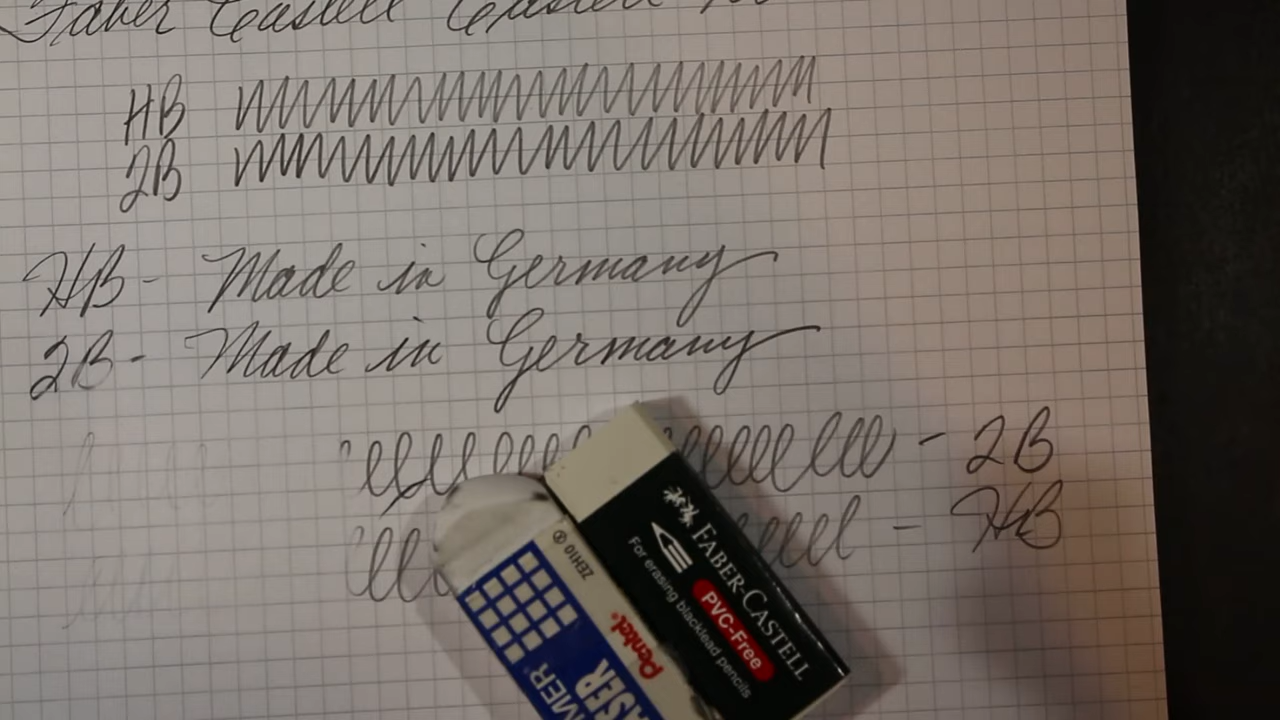 Faber Castell Castell
HB
2B
HB - Made in Germany
2B - Made in Germany
- 2B
- HB
ZEH10
Pentel®
FABER-CASTELL
PVC-Free
For erasing blacklead pencils